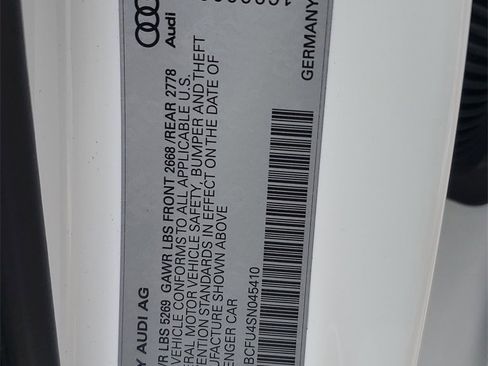 Y AUDI AG
WR LBS 5269 GAWR LBS FRONT 2668 /REAR 2778
VEHICLE CONFORMS TO ALL APPLICABLE U.S.
ERAL MOTOR VEHICLE SAFETY, BUMPER AND THEFT
ENTION STANDARDS IN EFFECT ON THE DATE OF
UFACTURE SHOWN ABOVE
ENGER CAR
BCFU4SN045410
Audi
GERMANY